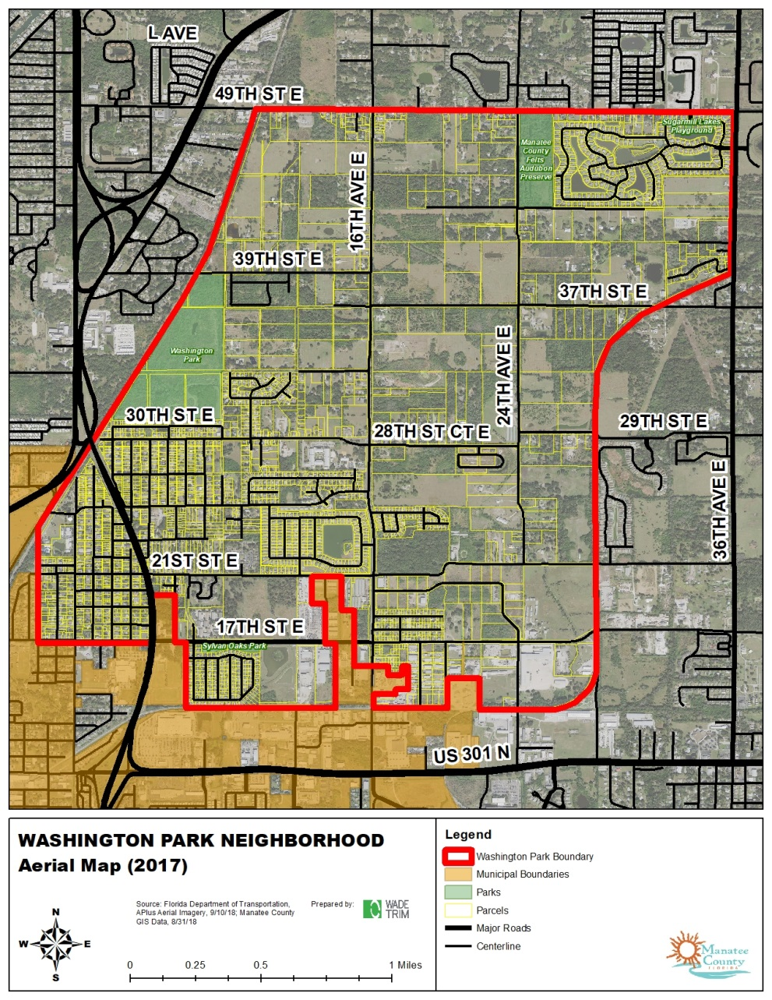 L AVE
49TH ST E
Sugarmill Lakes
Playground
Manatee
County
Felts
Audubon
Preserve
16TH AVE E
39TH ST E
37TH ST E
Washington
Park
24TH AVE E
30TH ST E
28TH ST CT E
29TH ST E
36TH AVE E
21ST ST E
17TH ST E
Sylvan Oaks Park
US 301 N
WASHINGTON PARK NEIGHBORHOOD
Aerial Map (2017)
Source: Florida Department of Transportation,
APlus Aerial Imagery, 9/10/18; Manatee County
GIS Data, 8/31/18
Prepared by:
WADE
TRIM
N
W E
S
0 0.25 0.5 1 Miles
Legend
Washington Park Boundary
Municipal Boundaries
Parks
Parcels
Major Roads
Centerline
Manatee
County
FLORIDA